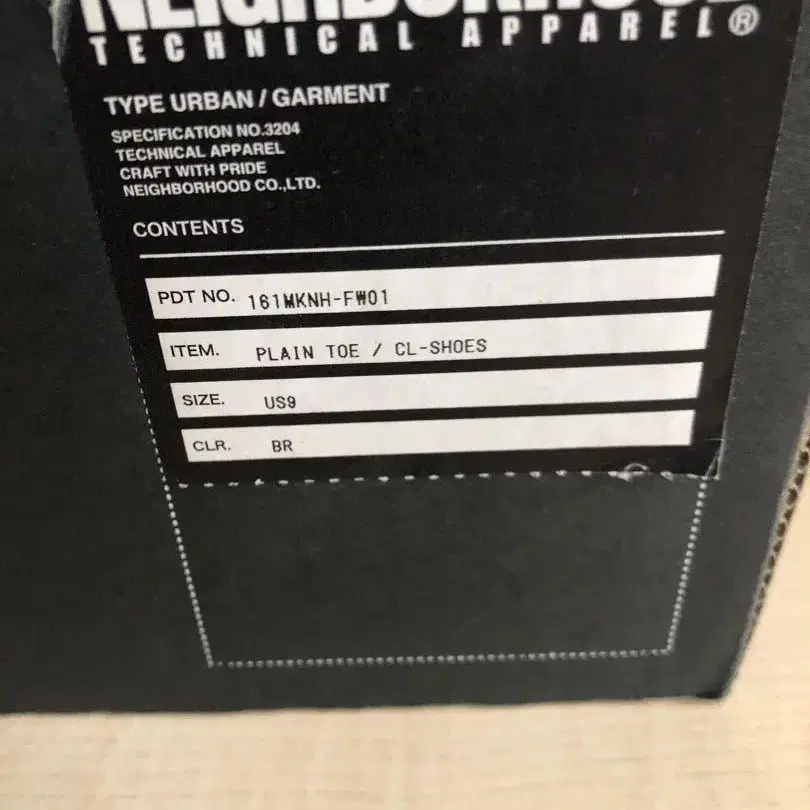 NEIGHBORHOOD
TECHNICAL APPAREL®
TYPE URBAN / GARMENT
SPECIFICATION NO.3204
TECHNICAL APPAREL
CRAFT WITH PRIDE
NEIGHBORHOOD CO.,LTD.
CONTENTS
PDT NO. 161MKNH-FW01
ITEM. PLAIN TOE / CL-SHOES
SIZE. US9
CLR. BR